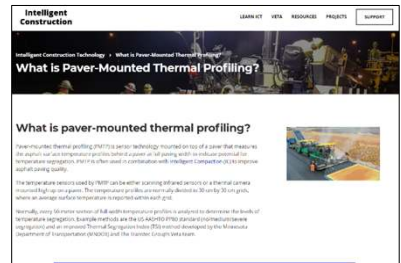 Intelligent
Construction
LEARN ICT
VETA
RESOURCES
PROJECTS
SUPPORT
Intelligent Construction Technology › What is Paver-Mounted Thermal Profiling?
What is Paver-Mounted Thermal Profiling?
What is paver-mounted thermal profiling?
Paver-mounted thermal profiling (PMTP) is sensor technology mounted on top of a paver that measures
the asphalt surface temperature profiles behind a paver at full paving width to indicate potential for
temperature segregation. PMTP is often used in combination with Intelligent Compaction (IC) to improve
asphalt paving quality.
The temperature sensors used by PMTP can be either scanning infrared sensors or a thermal camera
mounted high up on a paver. The temperature profiles are normally divided as 30 cm by 30 cm grids,
where an average surface temperature is reported within each grid.
Normally, every 50-meter section of full-width temperature profiles is analyzed to determine the levels of
temperature segregation. Example methods are the US AASHTO PP80 standard (no/medium/severe
segregation) and an improved Thermal Segregation Index (TSI) method developed by the Minnesota
Department of Transportation (MNDOT) and The Transtec Group's Veta team.